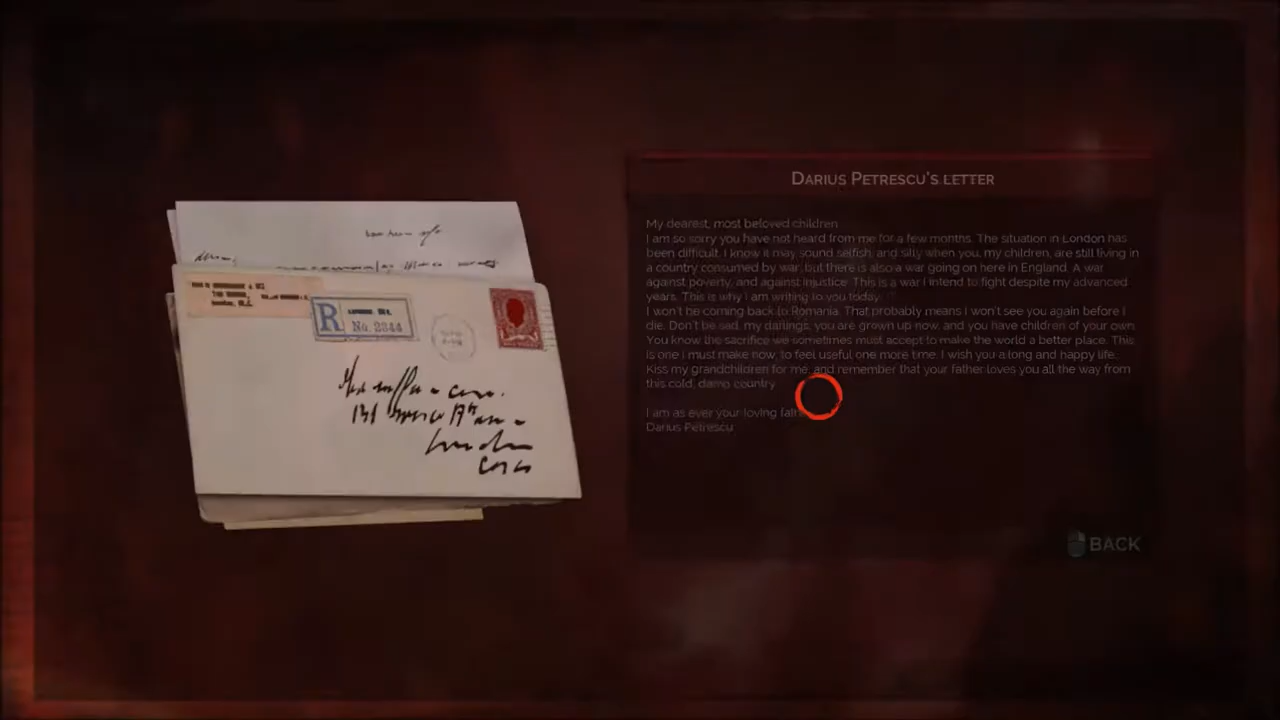 DARIUS PETRESCU'S LETTER
My dearest, most beloved children
I am so sorry you have not heard from me for a few months. The situation in London has
been difficult. I know it may sound selfish, and silly when you, my children, are still living in
a country consumed by war, but there is also a war going on here in England. A war
against poverty, and against injustice. This is a war I intend to fight despite my advanced
years. This is why I am writing to you today.
I won't be coming back to Romania. That probably means I won't see you again before I
die. Don't be sad, my darlings, you are grown up now, and you have children of your own.
You know the sacrifice we sometimes must accept to make the world a better place. This
is one I must make now, to feel useful one more time. I wish you a long and happy life.
Kiss my grandchildren for me, and remember that your father loves you all the way from
this cold, damp country.
I am as ever your loving
Darius Petrescu
R
No. 2344
BACK